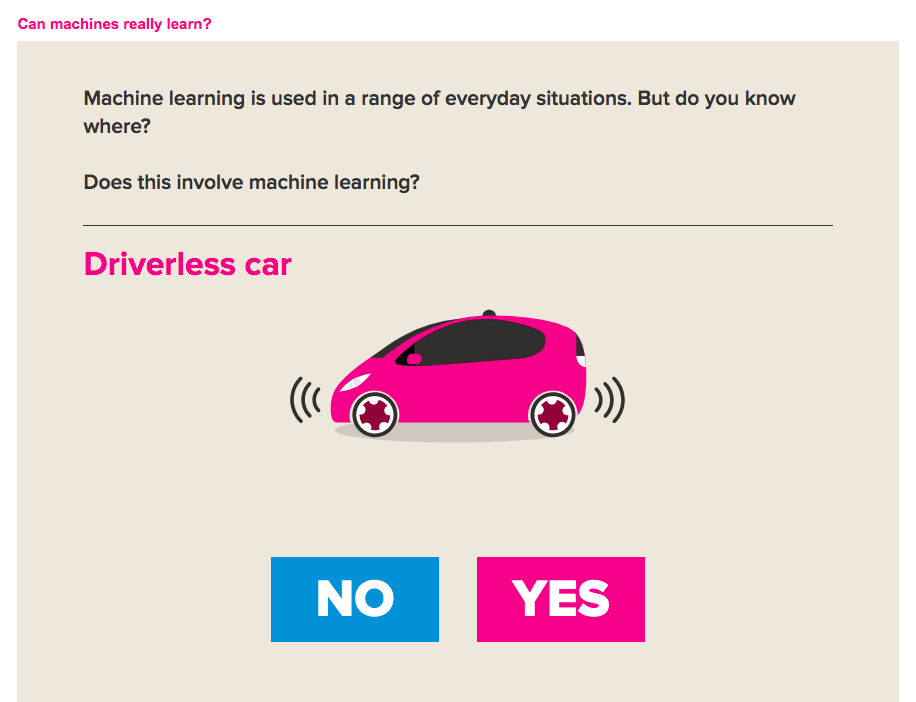 Can machines really learn?
Machine learning is used in a range of everyday situations. But do you know
where?
Does this involve machine learning?
Driverless car
NO
YES